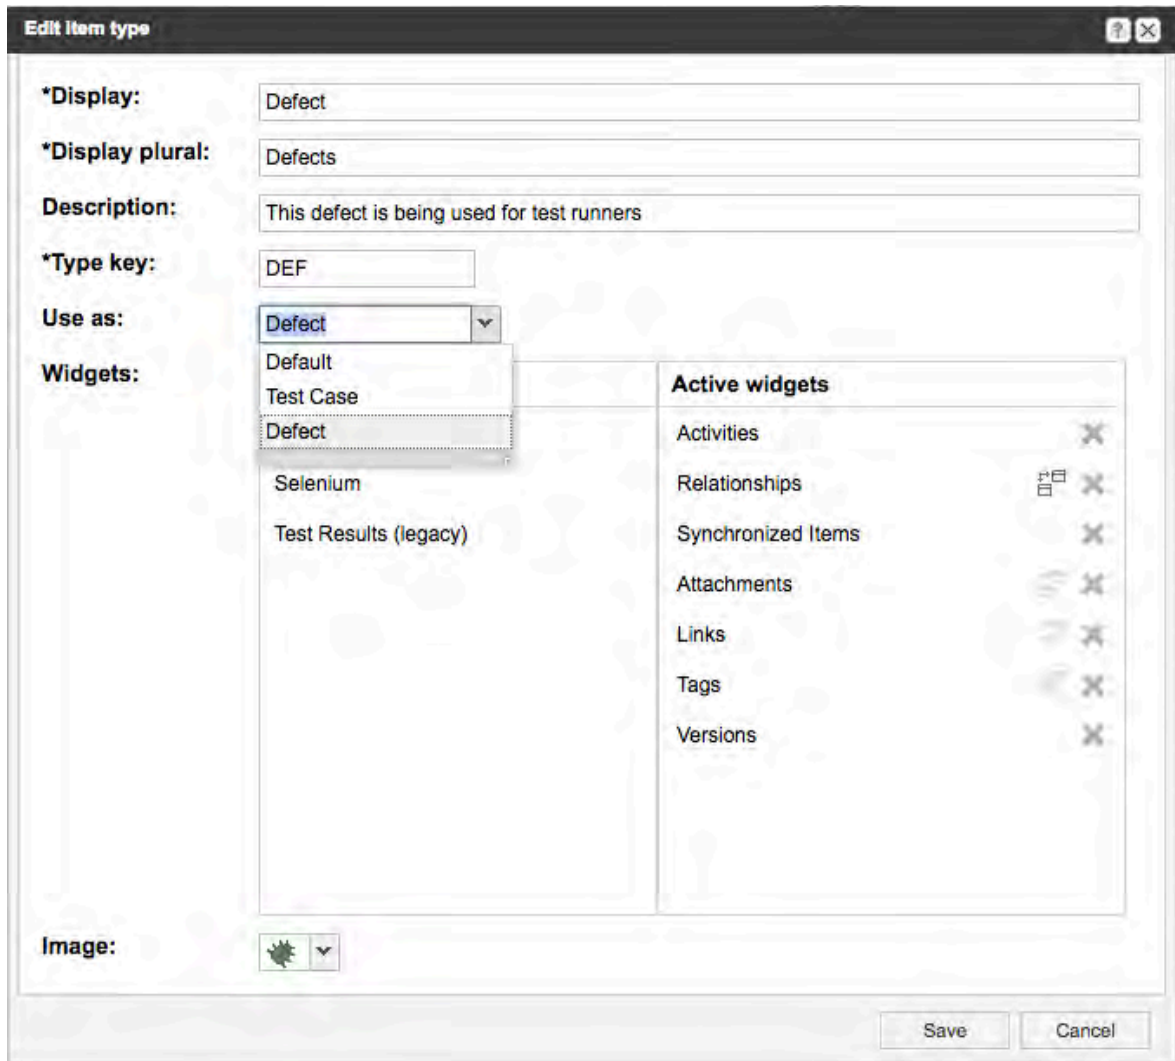 Edit item type
?
*Display:
Defect
*Display plural:
Defects
Description:
This defect is being used for test runners
*Type key:
DEF
Use as:
Defect
Default
Test Case
Defect
Widgets:
Selenium
Test Results (legacy)
Active widgets
Activities
Relationships
Synchronized Items
Attachments
Links
Tags
Versions
Image:
Save
Cancel